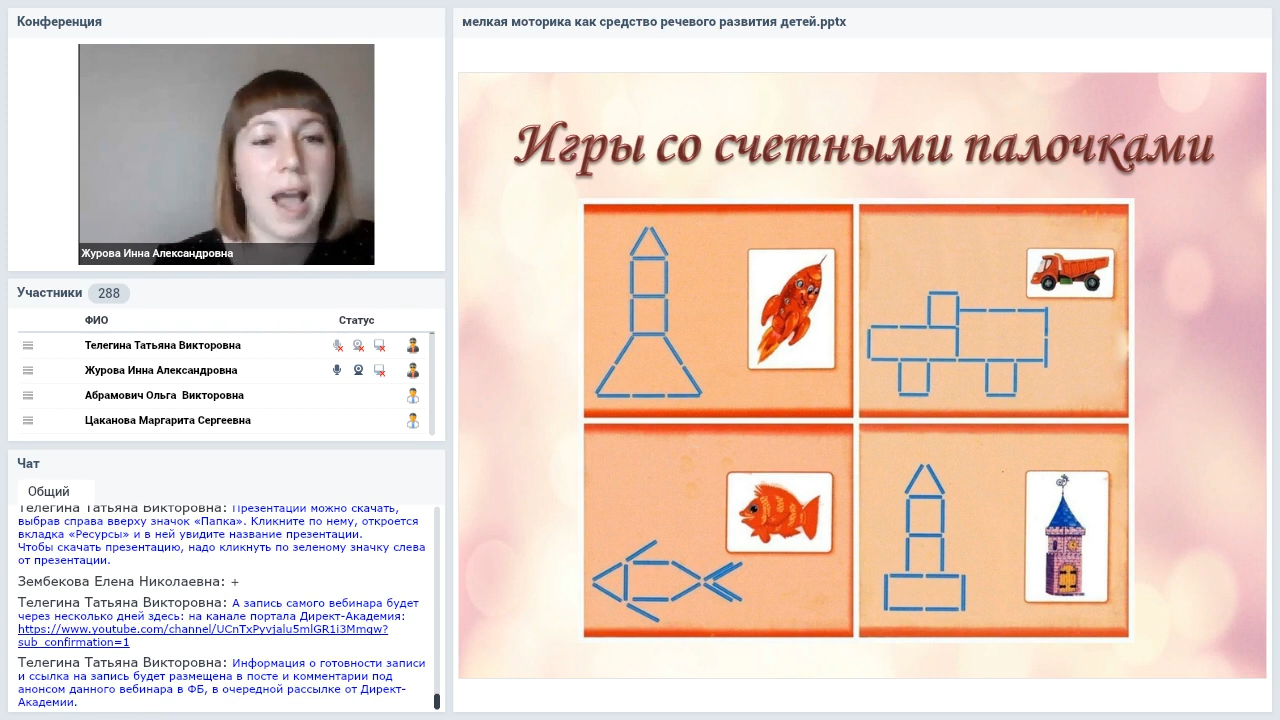 Конференция
Журова Инна Александровна
Участники 288
ФИО Статус
Телегина Татьяна Викторовна
Журова Инна Александровна
Абрамович Ольга Викторовна
Цаканова Маргарита Сергеевна
Чат
Общий
Телегина Татьяна Викторовна: Презентации можно скачать,
выбрав справа вверху значок «Папка». Кликните по нему, откроется
вкладка «Ресурсы» и в ней увидите название презентации.
Чтобы скачать презентацию, надо кликнуть по зеленому значку слева
от презентации.
Зембекова Елена Николаевна: +
Телегина Татьяна Викторовна: А запись самого вебинара будет
через несколько дней здесь: на канале портала Директ-Академия:
https://www.youtube.com/channel/UCnTxPyvjalu5mlGR1i3Mmqw?
sub_confirmation=1
Телегина Татьяна Викторовна: Информация о готовности записи
и ссылка на запись будет размещена в посте и комментарии под
анонсом данного вебинара в ФБ, в очередной рассылке от Директ-
Академии.
мелкая моторика как средство речевого развития детей.pptx
Игры со счетными палочками